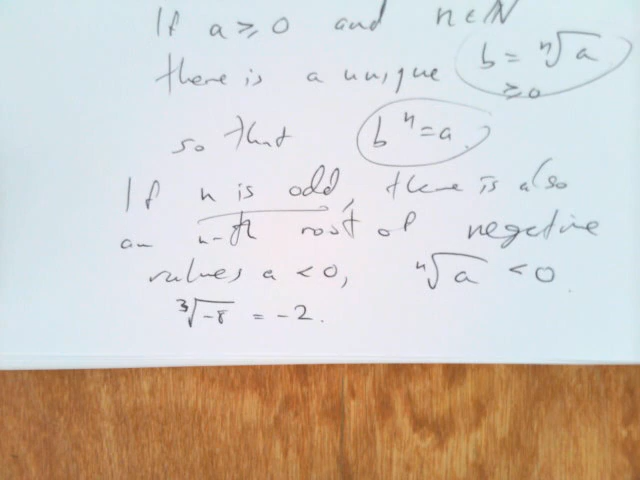 If a ≥ 0 and n ∈ ℕ
there is a unique b = ⁿ√a ≥ 0
so that bⁿ = a.
If n is odd, there is also
an n-th root of negative
values a < 0, ⁿ√a < 0.
³√-8 = -2.